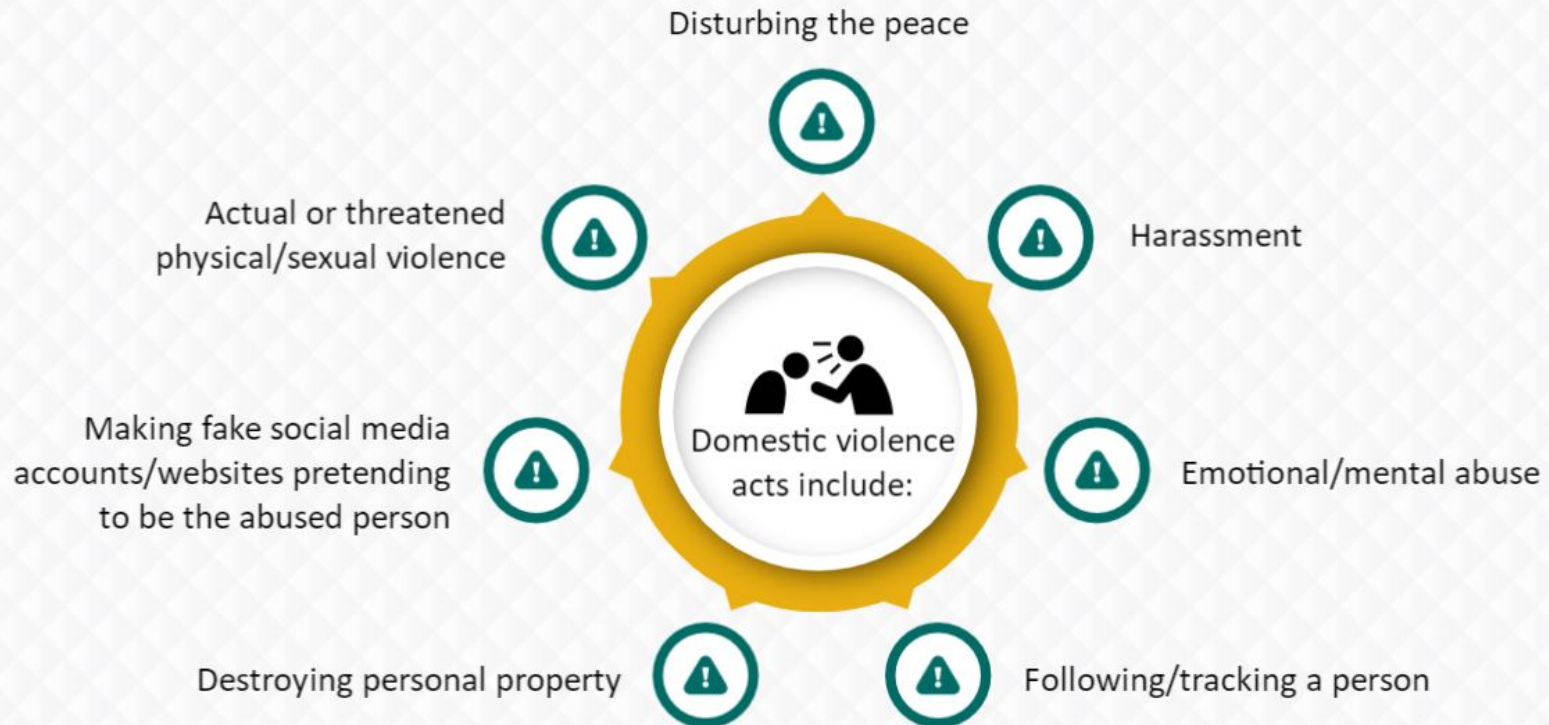 Disturbing the peace
Actual or threatened
physical/sexual violence
Harassment
Making fake social media
accounts/websites pretending
to be the abused person
Domestic violence
acts include:
Emotional/mental abuse
Destroying personal property
Following/tracking a person